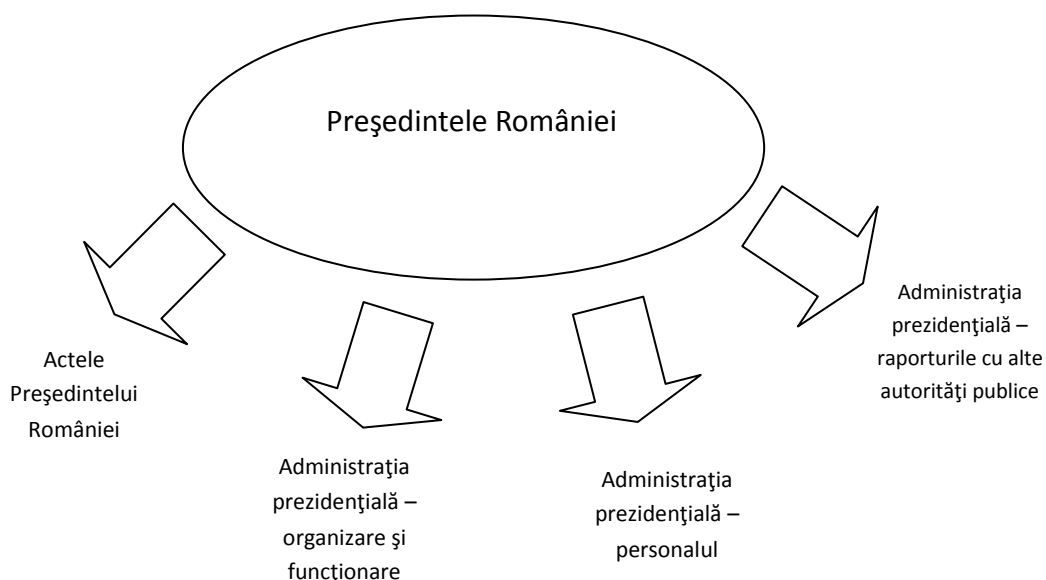 Preşedintele României
Actele
Preşedintelui
României
Administraţia
prezidenţială –
organizare şi
funcţionare
Administraţia
prezidenţială –
personalul
Administraţia
prezidenţială –
raporturile cu alte
autorităţi publice